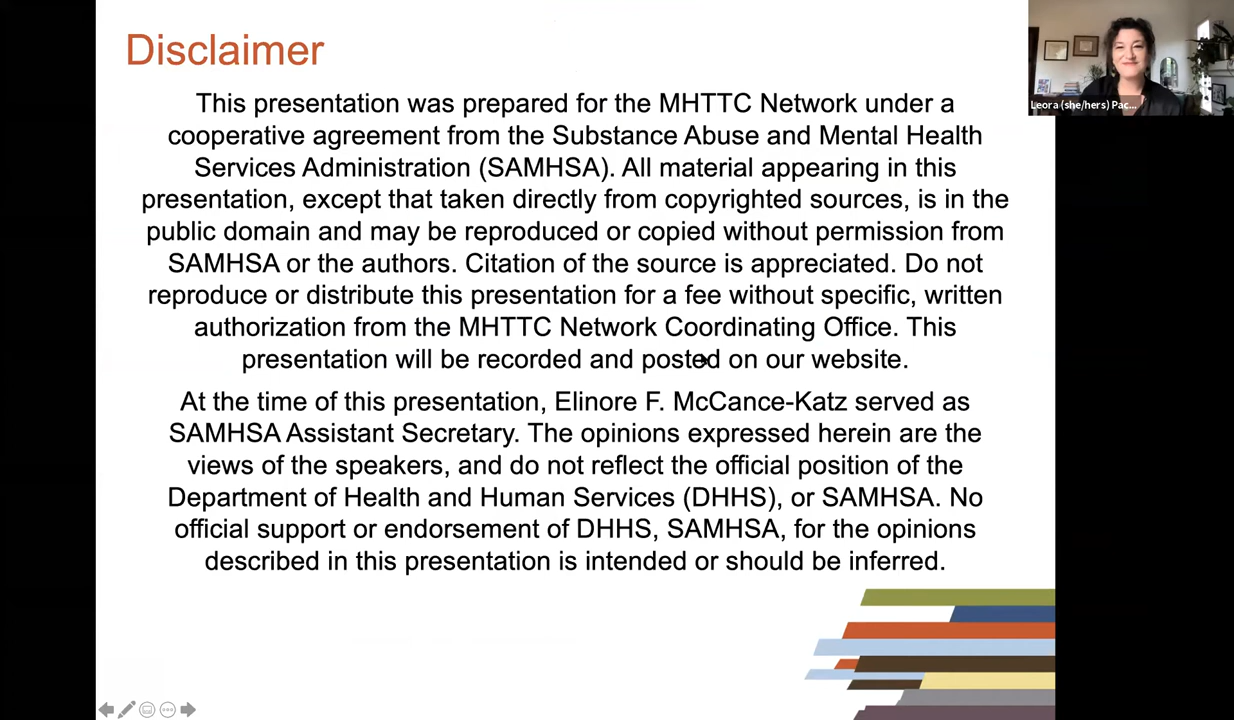 Disclaimer
This presentation was prepared for the MHTTC Network under a
cooperative agreement from the Substance Abuse and Mental Health
Services Administration (SAMHSA). All material appearing in this
presentation, except that taken directly from copyrighted sources, is in the
public domain and may be reproduced or copied without permission from
SAMHSA or the authors. Citation of the source is appreciated. Do not
reproduce or distribute this presentation for a fee without specific, written
authorization from the MHTTC Network Coordinating Office. This
presentation will be recorded and posted on our website.
At the time of this presentation, Elinore F. McCance-Katz served as
SAMHSA Assistant Secretary. The opinions expressed herein are the
views of the speakers, and do not reflect the official position of the
Department of Health and Human Services (DHHS), or SAMHSA. No
official support or endorsement of DHHS, SAMHSA, for the opinions
described in this presentation is intended or should be inferred.
Leora (she/hers) Pac...